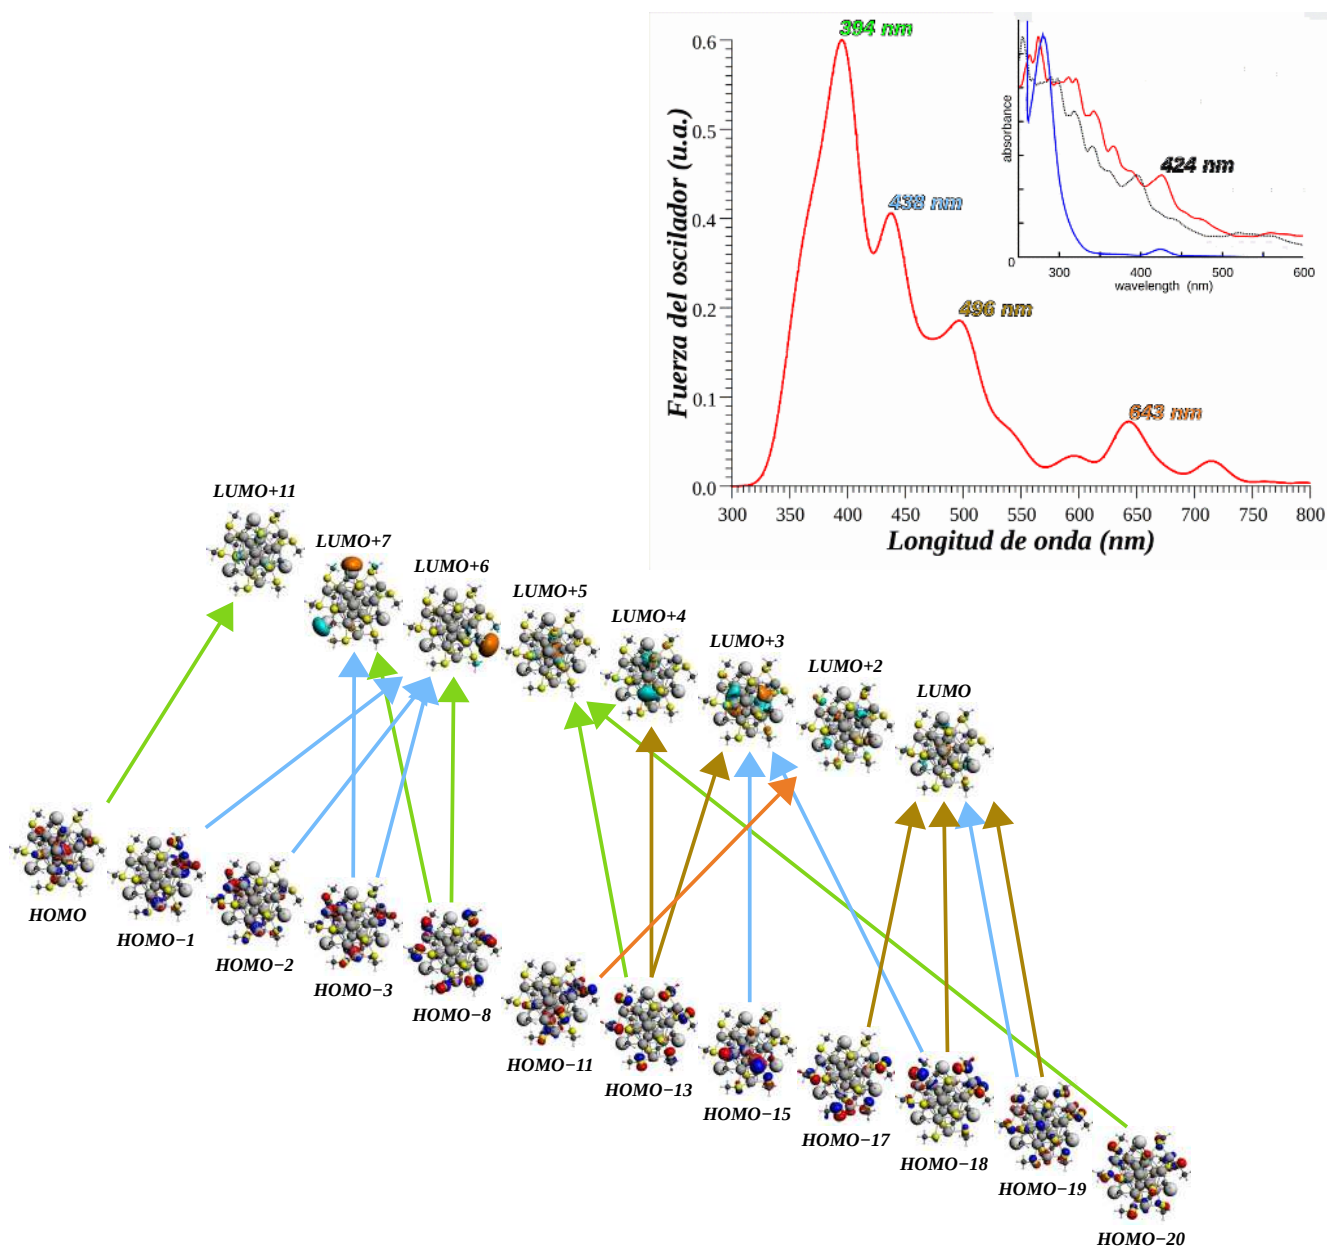 394 nm
438 nm
496 nm
643 nm
Fuerza del oscilador (u.a.)
0.6
0.5
0.4
0.2
0.1
0.0
300 350 400 450 500 550 600 650 700 750 800
Longitud de onda (nm)
424 nm
absorbance
0
300 400 500 600
wavelength (nm)
LUMO+11
LUMO+7
LUMO+6
LUMO+5
LUMO+4
LUMO+3
LUMO+2
LUMO
HOMO
HOMO−1
HOMO−2
HOMO−3
HOMO−8
HOMO−11
HOMO−13
HOMO−15
HOMO−17
HOMO−18
HOMO−19
HOMO−20